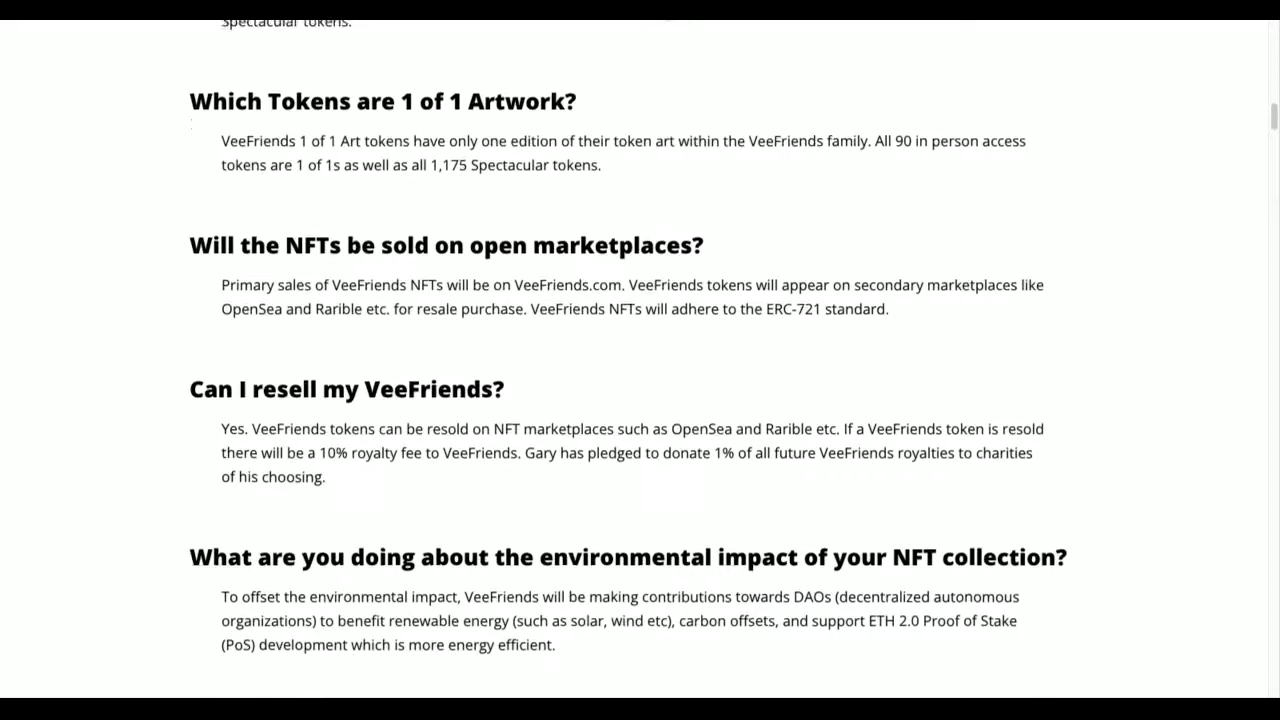 Spectacular tokens.
Which Tokens are 1 of 1 Artwork?
VeeFriends 1 of 1 Art tokens have only one edition of their token art within the VeeFriends family. All 90 in person access
tokens are 1 of 1s as well as all 1,175 Spectacular tokens.
Will the NFTs be sold on open marketplaces?
Primary sales of VeeFriends NFTs will be on VeeFriends.com. VeeFriends tokens will appear on secondary marketplaces like
OpenSea and Rarible etc. for resale purchase. VeeFriends NFTs will adhere to the ERC-721 standard.
Can I resell my VeeFriends?
Yes. VeeFriends tokens can be resold on NFT marketplaces such as OpenSea and Rarible etc. If a VeeFriends token is resold
there will be a 10% royalty fee to VeeFriends. Gary has pledged to donate 1% of all future VeeFriends royalties to charities
of his choosing.
What are you doing about the environmental impact of your NFT collection?
To offset the environmental impact, VeeFriends will be making contributions towards DAOs (decentralized autonomous
organizations) to benefit renewable energy (such as solar, wind etc), carbon offsets, and support ETH 2.0 Proof of Stake
(PoS) development which is more energy efficient.